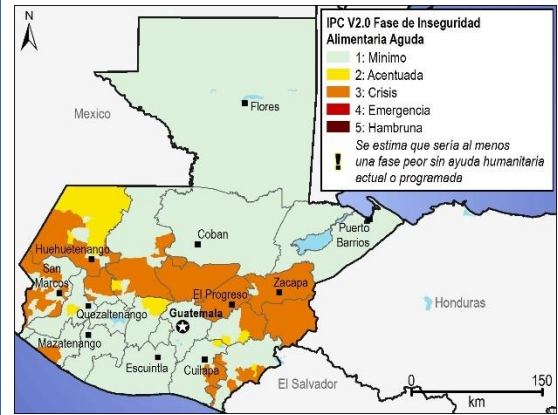 N
IPC V2.0 Fase de Inseguridad
Alimentaria Aguda
1: Minimo
2: Acentuada
3: Crisis
4: Emergencia
5: Hambruna
! Se estima que seria al menos
una fase peor sin ayuda humanitaria
actual o programada
Mexico
Flores
Coban
Puerto
Barrios
Huehuetenango
San
Marcos
Zacapa
El Progreso
Quezaltenango
Guatemala
Honduras
Mazatenango
Escuintla
Cuilapa
El Salvador
0 150
km